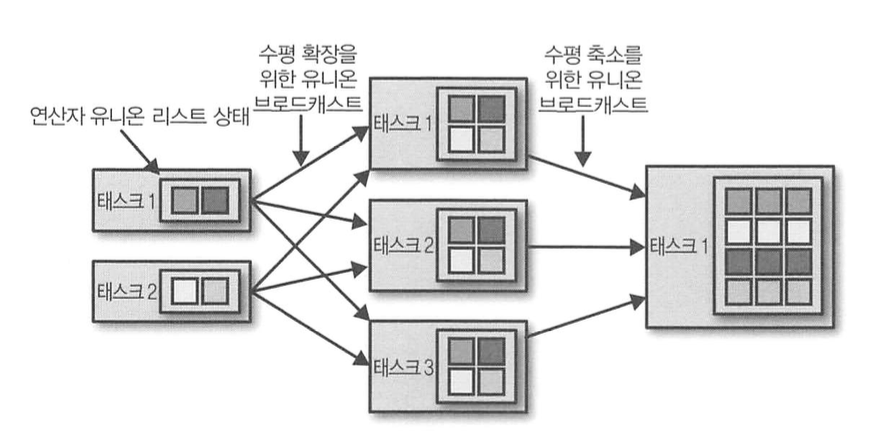 수평 확장을
위한 유니온
브로드캐스트
수평 축소를
위한 유니온
브로드캐스트
연산자 유니온 리스트 상태
태스크 1
태스크 2
태스크 1
태스크 2
태스크 3
태스크 1